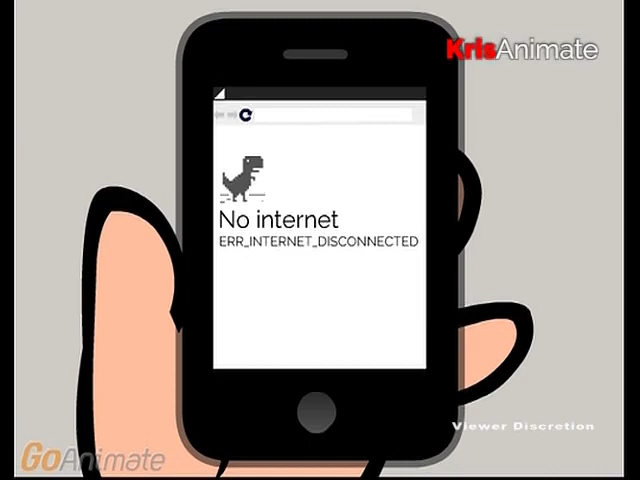 KrisAnimate
No internet
ERR_INTERNET_DISCONNECTED
Viewer Discretion
GoAnimate